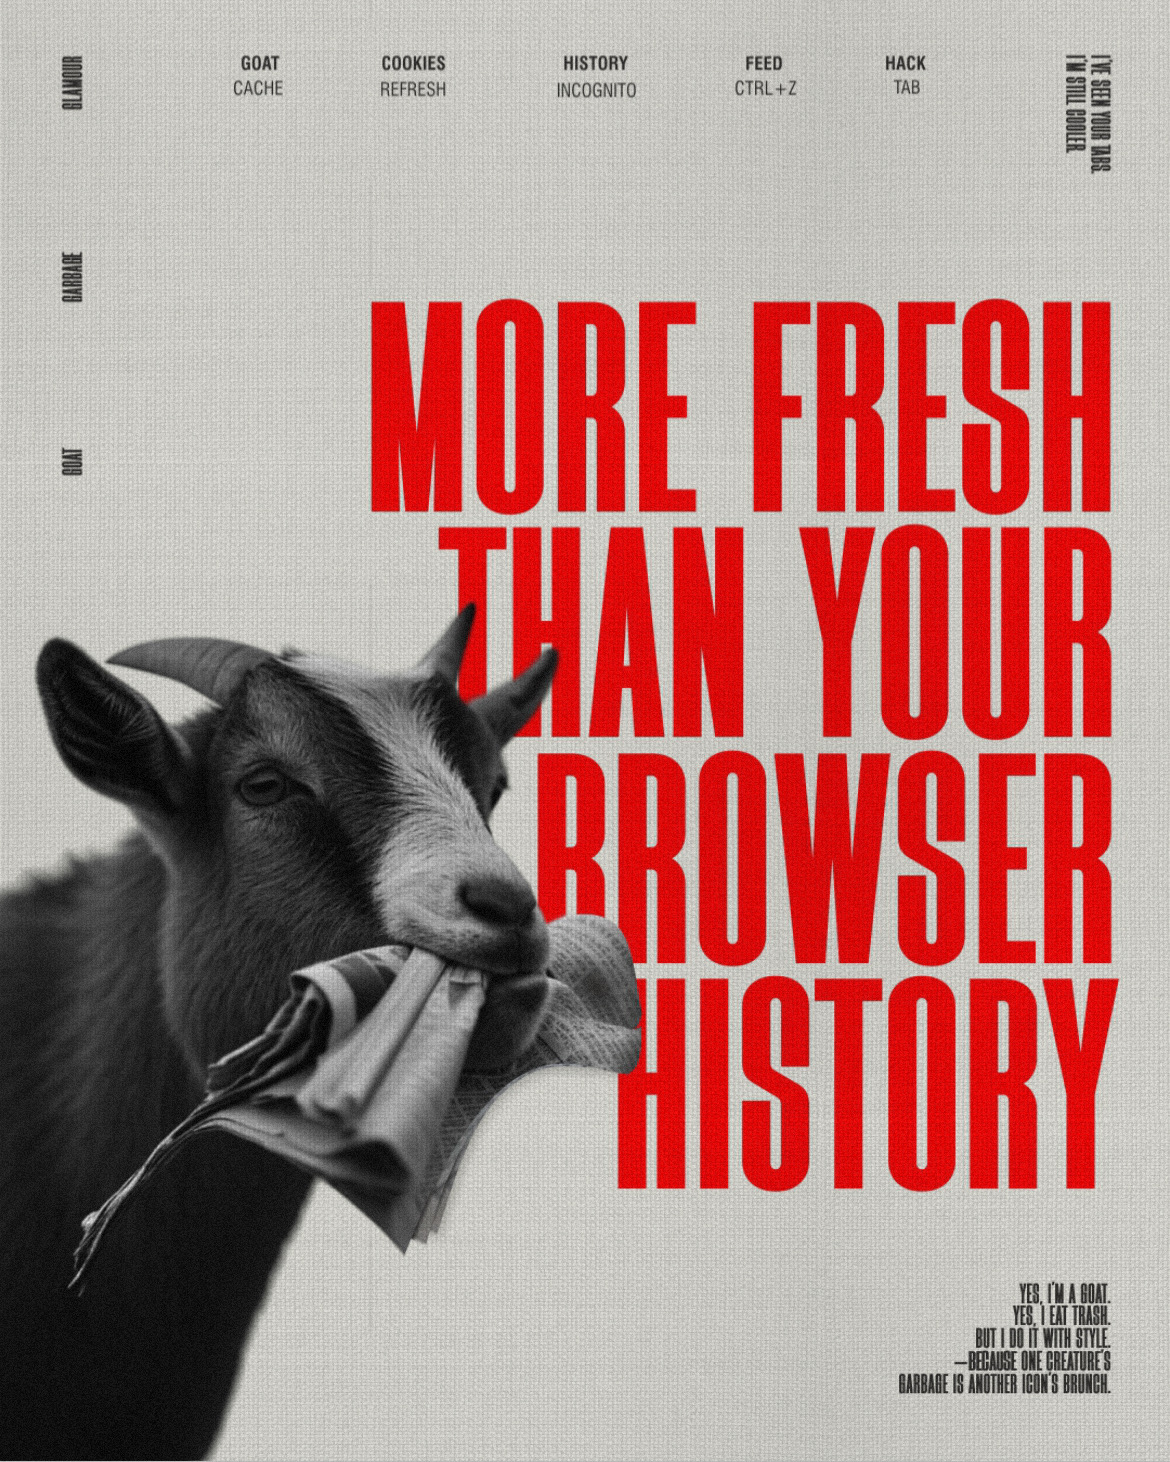 GLAMOUR
GARBAGE
GOAT
GOAT
CACHE
COOKIES
REFRESH
HISTORY
INCOGNITO
FEED
CTRL+Z
HACK
TAB
I'VE SEEN YOUR TABS.
I'M STILL COOLER.
MORE FRESH
THAN YOUR
BROWSER
HISTORY
YES, I'M A GOAT.
YES, I EAT TRASH.
BUT I DO IT WITH STYLE.
—BECAUSE ONE CREATURE'S
GARBAGE IS ANOTHER ICON'S BRUNCH.